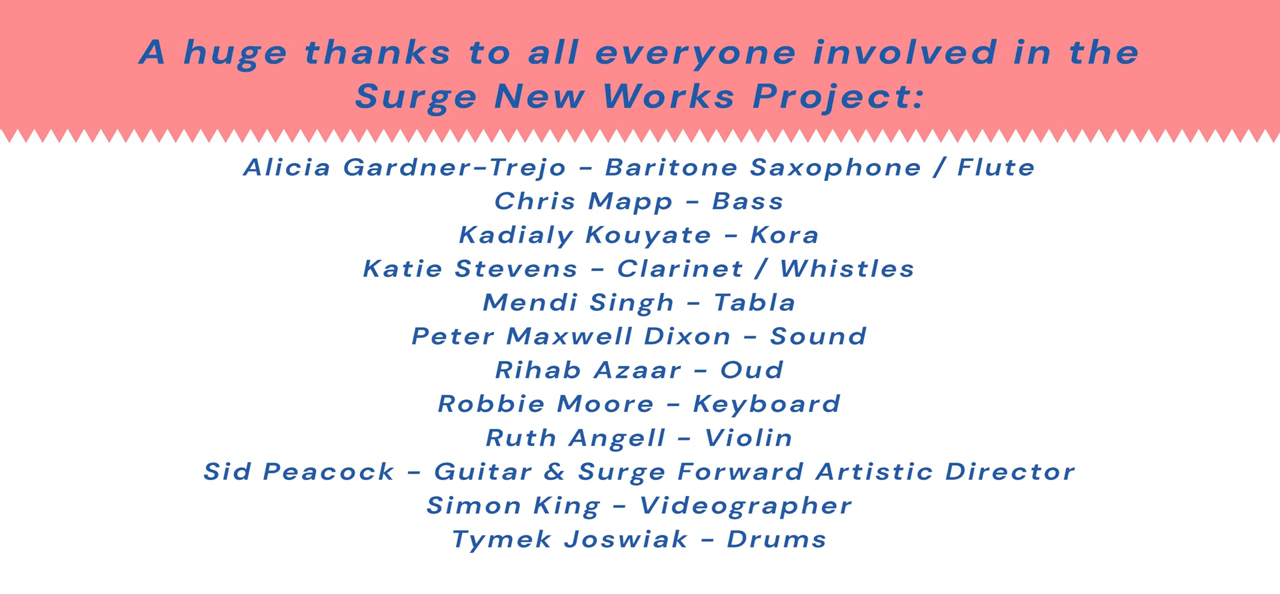 A huge thanks to all everyone involved in the
Surge New Works Project:
Alicia Gardner-Trejo - Baritone Saxophone / Flute
Chris Mapp - Bass
Kadialy Kouyate - Kora
Katie Stevens - Clarinet / Whistles
Mendi Singh - Tabla
Peter Maxwell Dixon - Sound
Rihab Azaar - Oud
Robbie Moore - Keyboard
Ruth Angell - Violin
Sid Peacock - Guitar & Surge Forward Artistic Director
Simon King - Videographer
Tymek Joswiak - Drums